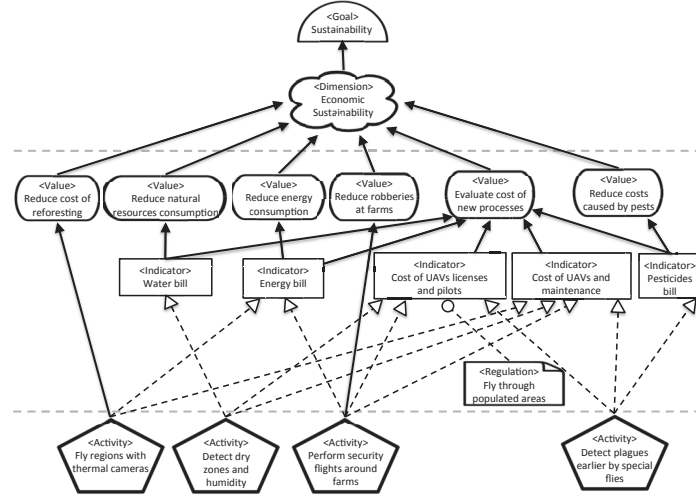 <Goal>
Sustainability
<Dimension>
Economic
Sustainability
<Value>
Reduce cost of
reforesting
<Value>
Reduce natural
resources consumption
<Value>
Reduce energy
consumption
<Value>
Reduce robberies
at farms
<Value>
Evaluate cost of
new processes
<Value>
Reduce costs
caused by pests
<Indicator>
Water bill
<Indicator>
Energy bill
<Indicator>
Cost of UAVs licenses
and pilots
<Indicator>
Cost of UAVs and
maintenance
<Indicator>
Pesticides
bill
<Regulation>
Fly through
populated areas
<Activity>
Fly regions with
thermal cameras
<Activity>
Detect dry
zones and
humidity
<Activity>
Perform security
flights around
farms
<Activity>
Detect plagues
earlier by special
flies